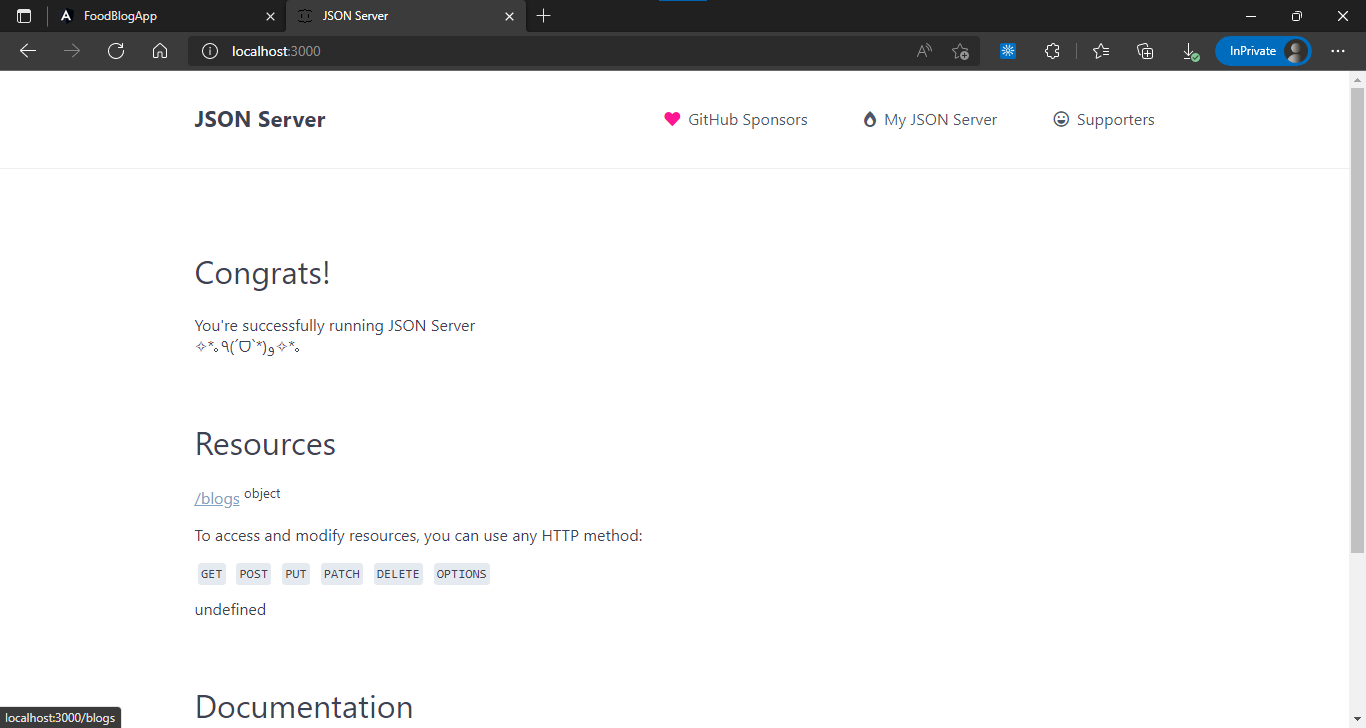 FoodBlogApp
JSON Server
localhost:3000
InPrivate
JSON Server
GitHub Sponsors
My JSON Server
Supporters
Congrats!
You're successfully running JSON Server
✧*｡٩(ˊᗜˋ*)و✧*｡
Resources
/blogs object
To access and modify resources, you can use any HTTP method:
GET POST PUT PATCH DELETE OPTIONS
undefined
Documentation
localhost:3000/blogs